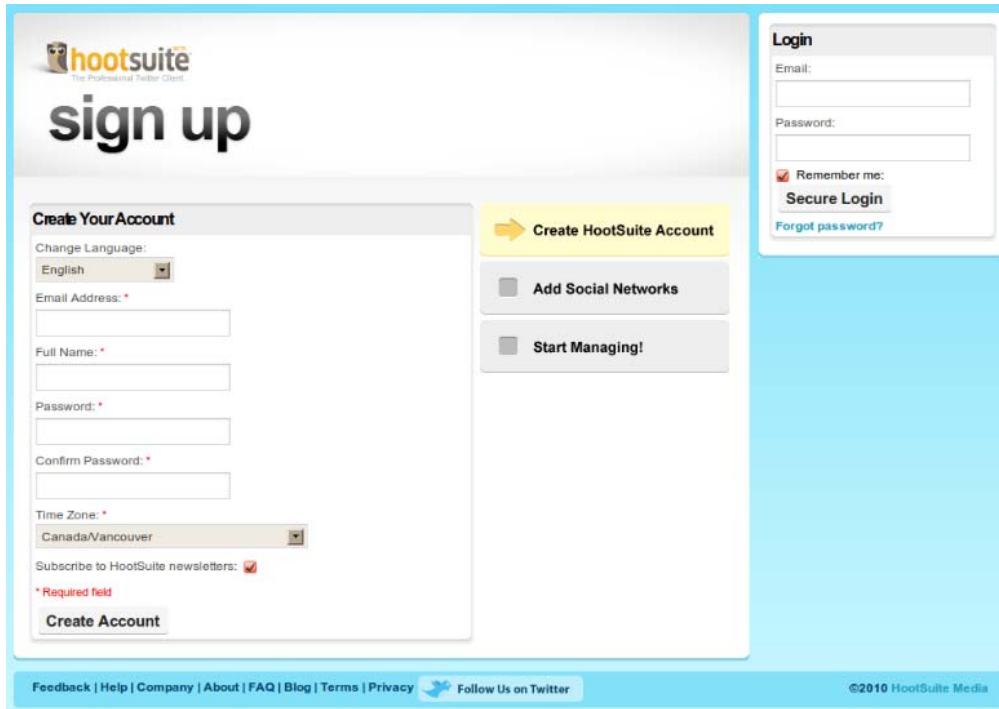 hootsuite BETA
The Professional Twitter Client
sign up
Create Your Account
Change Language:
English
Email Address: *
Full Name: *
Password: *
Confirm Password: *
Time Zone: *
Canada/Vancouver
Subscribe to HootSuite newsletters:
* Required field
Create Account
Create HootSuite Account
Add Social Networks
Start Managing!
Login
Email:
Password:
Remember me:
Secure Login
Forgot password?
Feedback | Help | Company | About | FAQ | Blog | Terms | Privacy Follow Us on Twitter
©2010 HootSuite Media